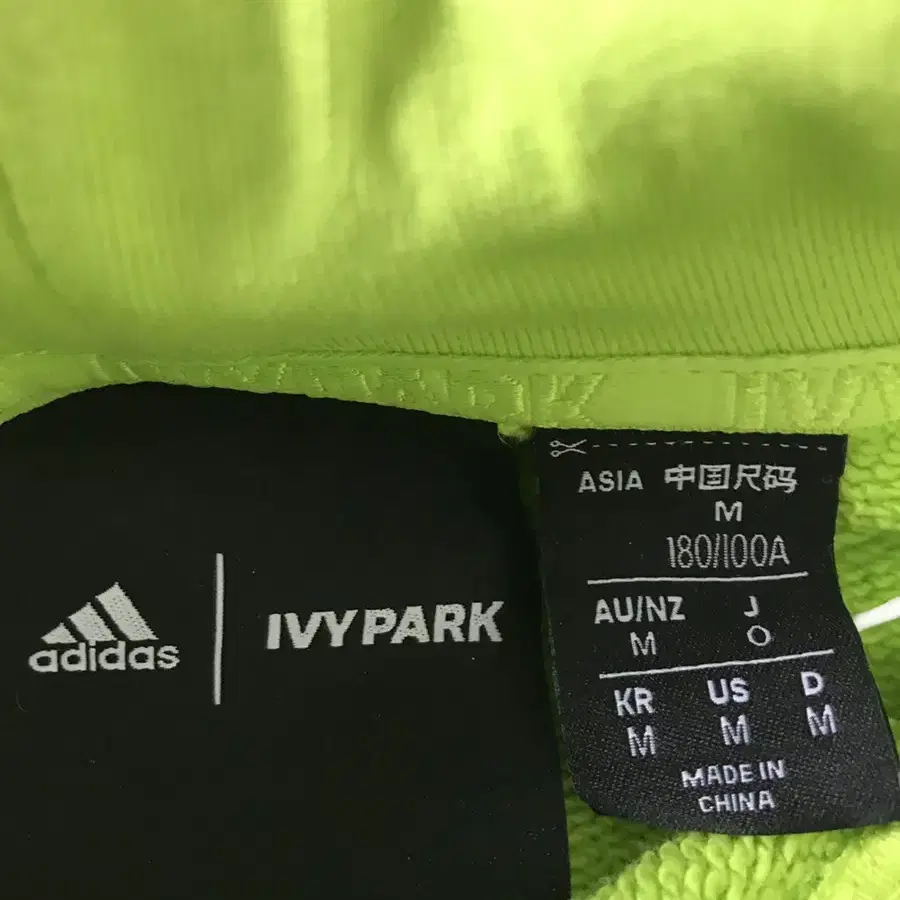 adidas
IVY PARK
ASIA 中国尺码
M
180/100A
AU/NZ J
M O
KR US D
M M M
MADE IN
CHINA